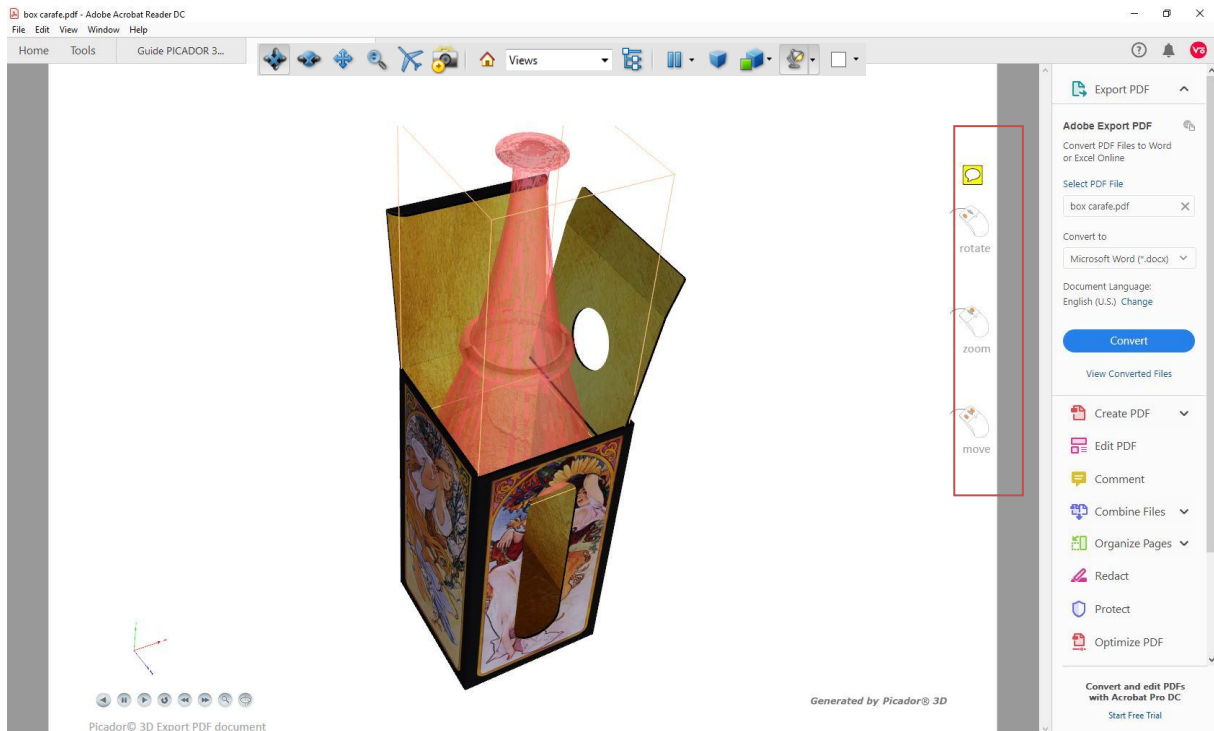 box carafe.pdf - Adobe Acrobat Reader DC
File Edit View Window Help
Home Tools Guide PICADOR 3...
Views
rotate
zoom
move
Generated by Picador® 3D
Picador© 3D Export PDF document
Export PDF
Adobe Export PDF
Convert PDF Files to Word
or Excel Online
Select PDF File
box carafe.pdf
Convert to
Microsoft Word (*.docx)
Document Language:
English (U.S.) Change
Convert
View Converted Files
Create PDF
Edit PDF
Comment
Combine Files
Organize Pages
Redact
Protect
Optimize PDF
Convert and edit PDFs
with Acrobat Pro DC
Start Free Trial